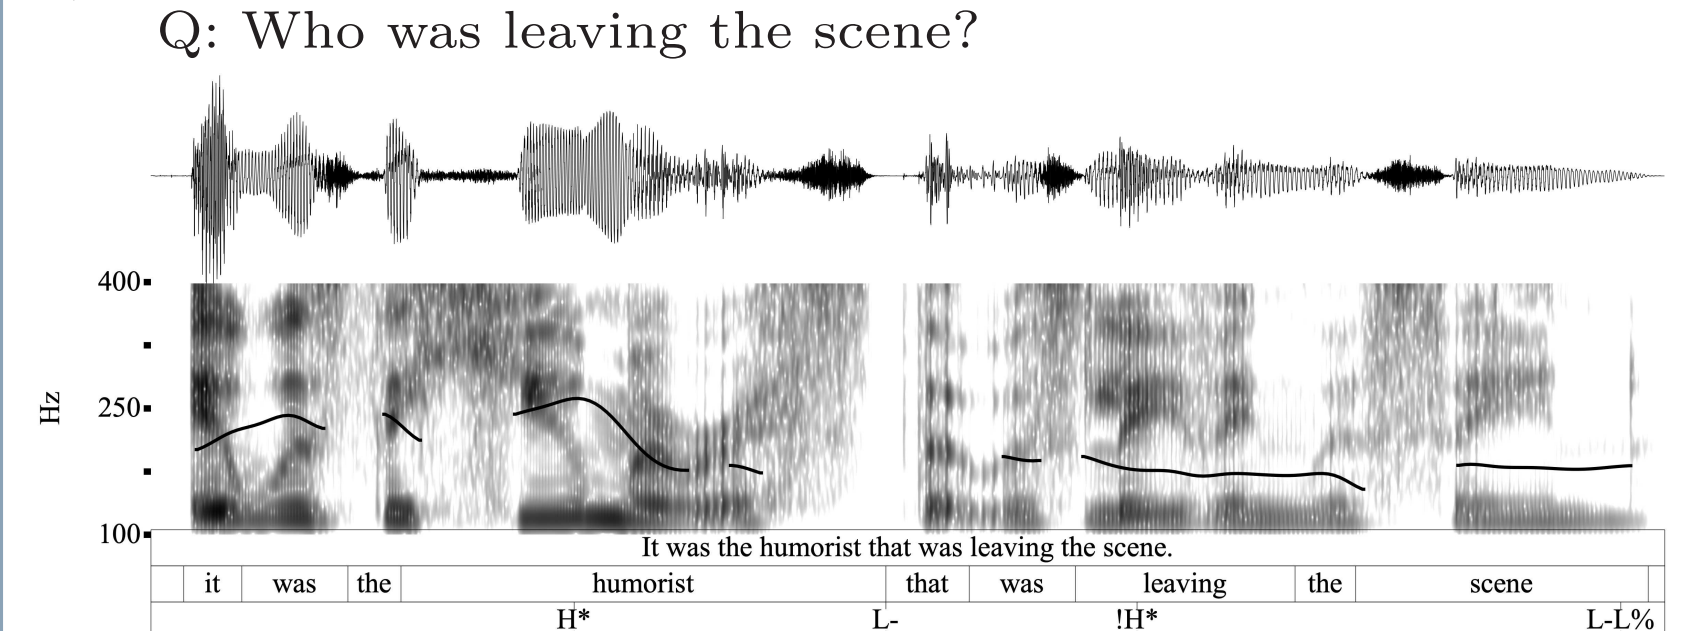 Q: Who was leaving the scene?
400
250
100
Hz
It was the humorist that was leaving the scene.
it was the humorist that was leaving the scene
H* L- !H* L-L%